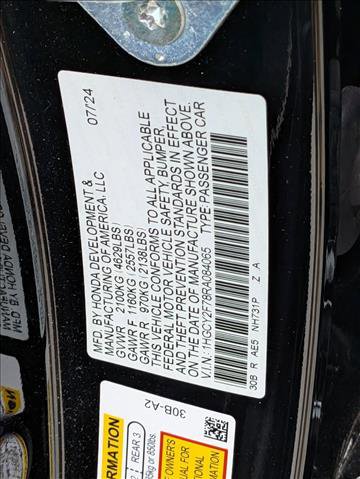 MFD. BY HONDA DEVELOPMENT & 07/24
MANUFACTURING OF AMERICA, LLC
GVWR 2100KG (4629LBS)
GAWR F 1160KG (2557LBS)
GAWR R 970KG (2138LBS)
THIS VEHICLE CONFORMS TO ALL APPLICABLE
FEDERAL MOTOR VEHICLE SAFETY, BUMPER,
AND THEFT PREVENTION STANDARDS IN EFFECT
ON THE DATE OF MANUFACTURE SHOWN ABOVE.
V.I.N.: 1HGCY2F78RA084065 TYPE PASSENGER CAR
30B R AE5 NH731P Z A
30B-A2
REAR 3